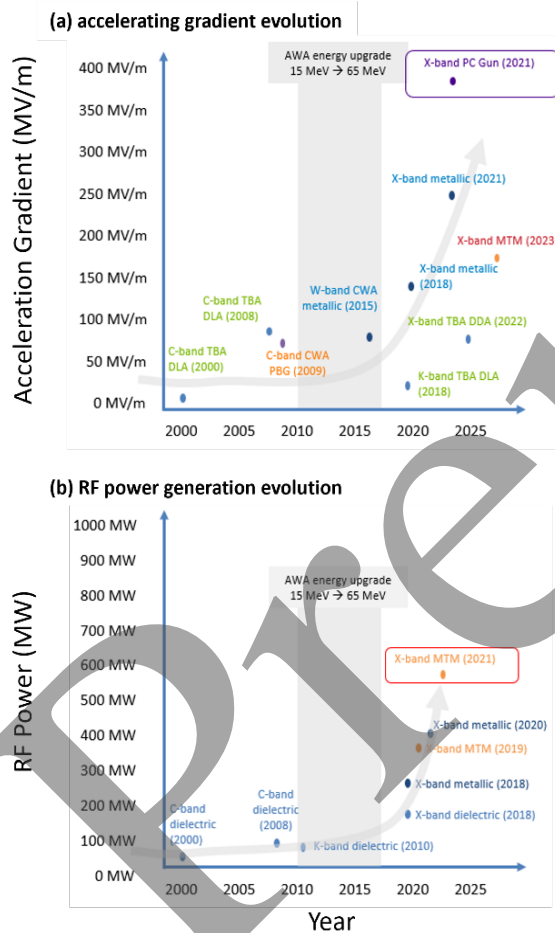 (a) accelerating gradient evolution
AWA energy upgrade
15 MeV → 65 MeV
X-band PC Gun (2021)
400 MV/m
350 MV/m
300 MV/m
250 MV/m
200 MV/m
150 MV/m
100 MV/m
50 MV/m
0 MV/m
Acceleration Gradient (MV/m)
X-band metallic (2021)
X-band MTM (2023
X-band metallic
(2018)
W-band CWA
metallic (2015)
C-band TBA
DLA (2008)
X-band TBA DDA (2022)
C-band TBA
DLA (2000)
C-band CWA
PBG (2009)
K-band TBA DLA
(2018)
2000
2005
2010
2015
2020
2025
(b) RF power generation evolution
1000 MW
900 MW
800 MW
700 MW
600 MW
500 MW
400 MW
300 MW
200 MW
100 MW
0 MW
RF Power (MW)
AWA energy upgrade
15 MeV → 65 MeV
X-band MTM (2021)
X-band metallic (2020)
X-band MTM (2019)
X-band metallic (2018)
X-band dielectric (2018)
C-band
dielectric
(2008)
C-band
dielectric
(2000)
K-band dielectric (2010)
2000
2005
2010
2015
2020
2025
Year
Pre